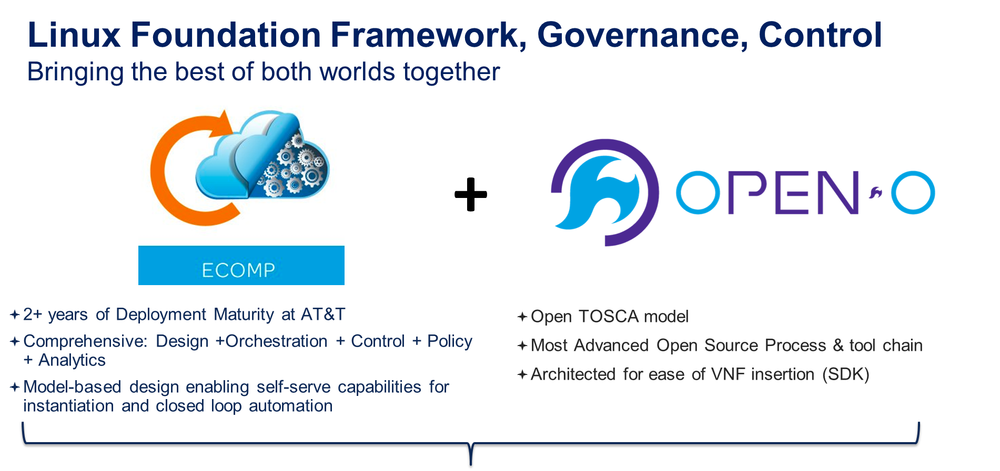 Linux Foundation Framework, Governance, Control
Bringing the best of both worlds together
ECOMP
+
OPEN-O
2+ years of Deployment Maturity at AT&T
Comprehensive: Design +Orchestration + Control + Policy
+ Analytics
Model-based design enabling self-serve capabilities for
instantiation and closed loop automation
Open TOSCA model
Most Advanced Open Source Process & tool chain
Architected for ease of VNF insertion (SDK)